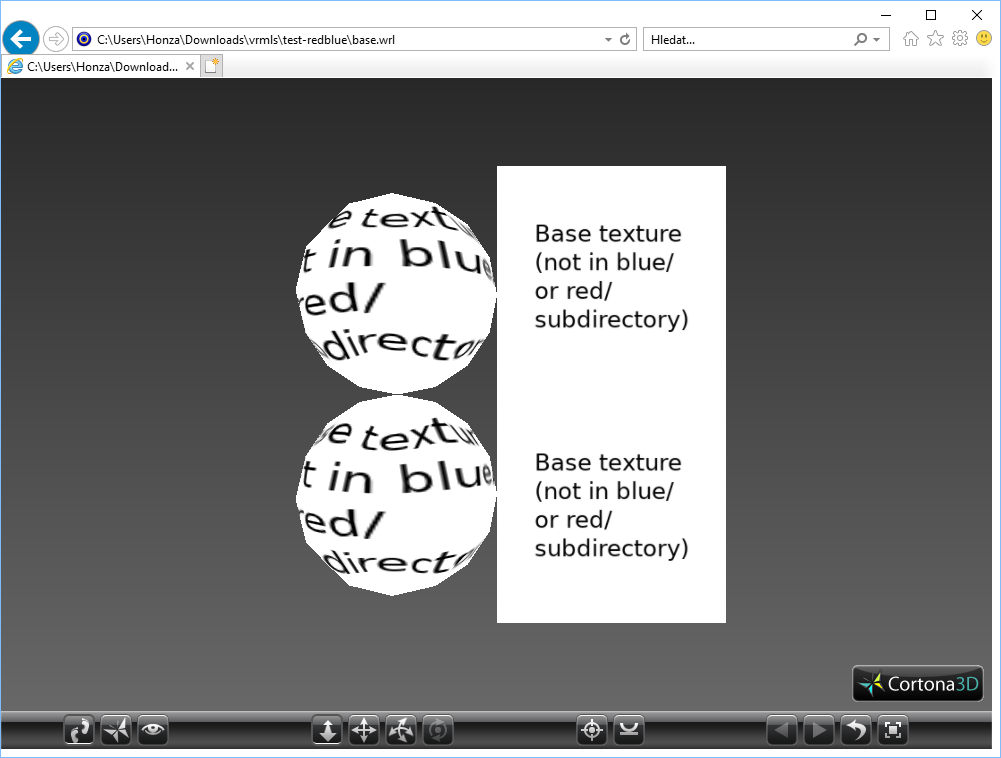 C:\Users\Honza\Downloads\vrmls\test-redblue\base.wrl
Hledat...
C:\Users\Honza\Download...
e textu
t in blue
red/
directo
Base texture
(not in blue/
or red/
subdirectory)
e textur
t in blue
red/
directo
Base texture
(not in blue/
or red/
subdirectory)
Cortona3D